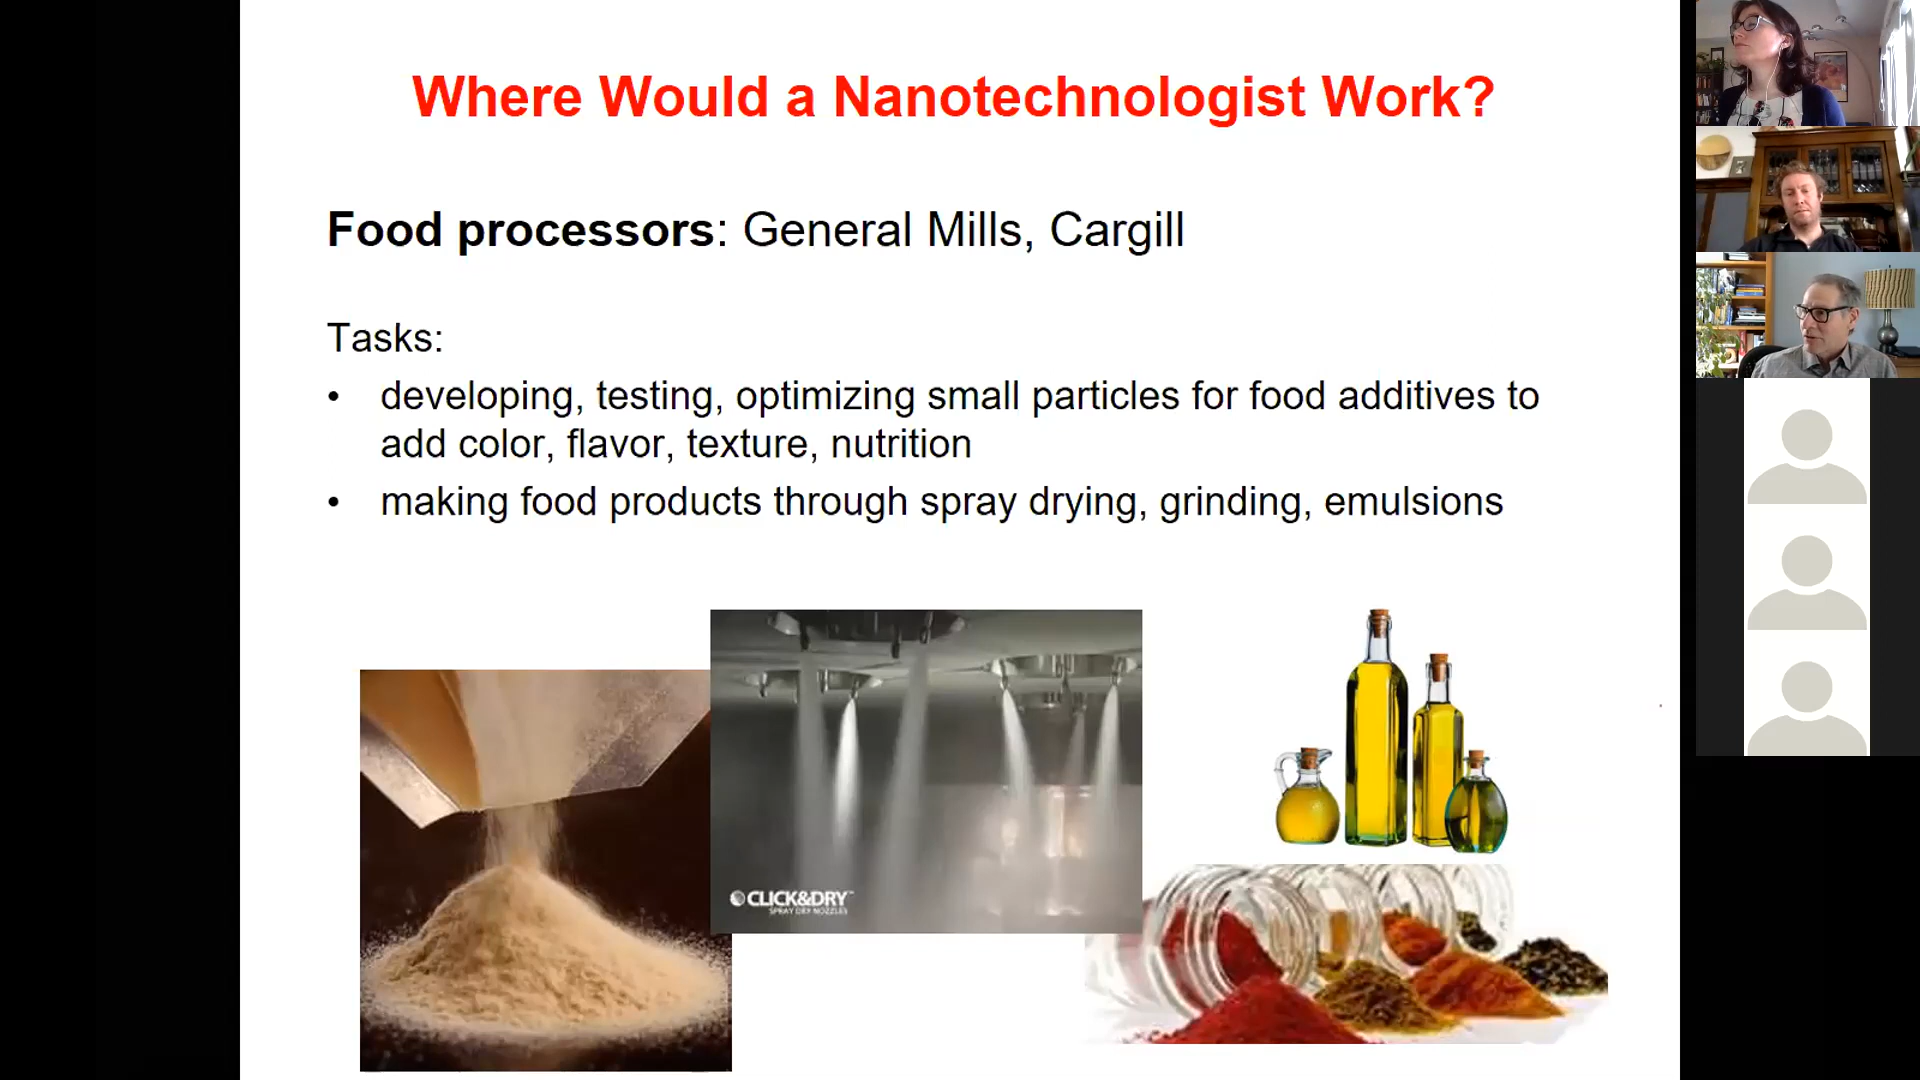 Where Would a Nanotechnologist Work?
Food processors: General Mills, Cargill
Tasks:
• developing, testing, optimizing small particles for food additives to
add color, flavor, texture, nutrition
• making food products through spray drying, grinding, emulsions
CLICK&DRY™
SPRAY DRY NOZZLES